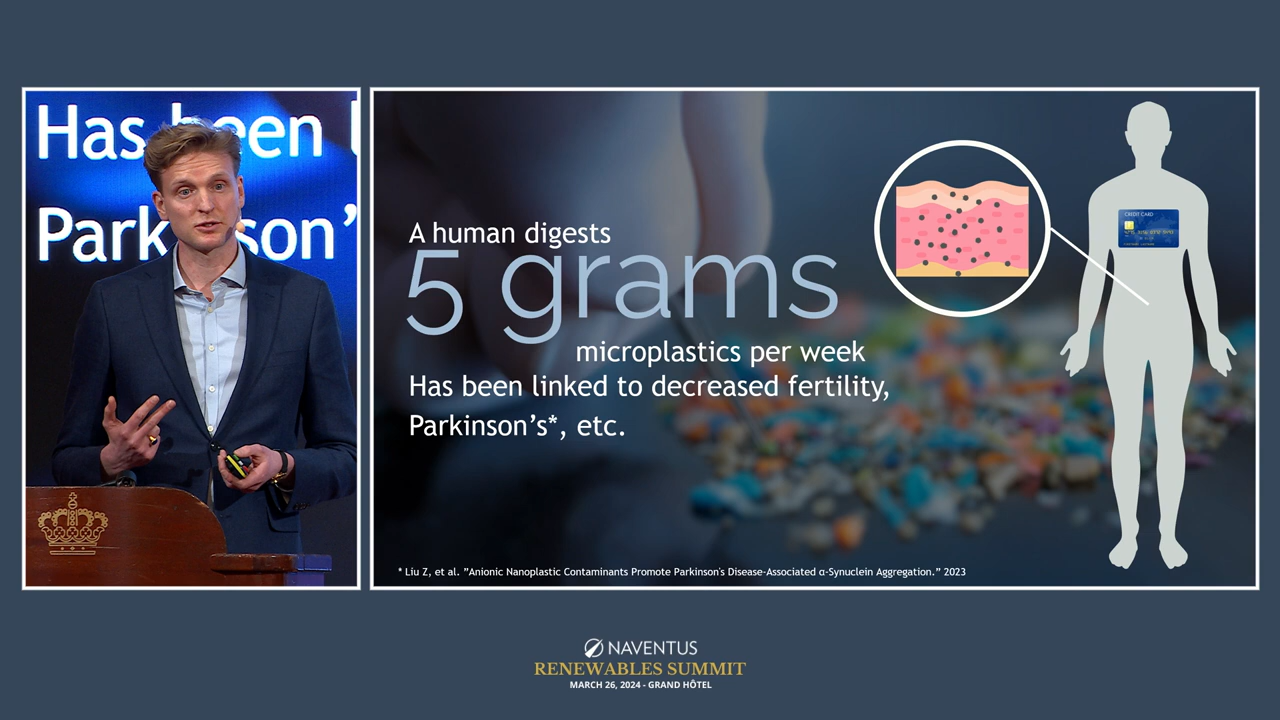 Has been
Park son'
A human digests
5 grams
microplastics per week
Has been linked to decreased fertility,
Parkinson's*, etc.
CREDIT CARD
* Liu Z, et al. "Anionic Nanoplastic Contaminants Promote Parkinson's Disease-Associated α-Synuclein Aggregation." 2023
NAVENTUS
RENEWABLES SUMMIT
MARCH 26, 2024 - GRAND HÔTEL